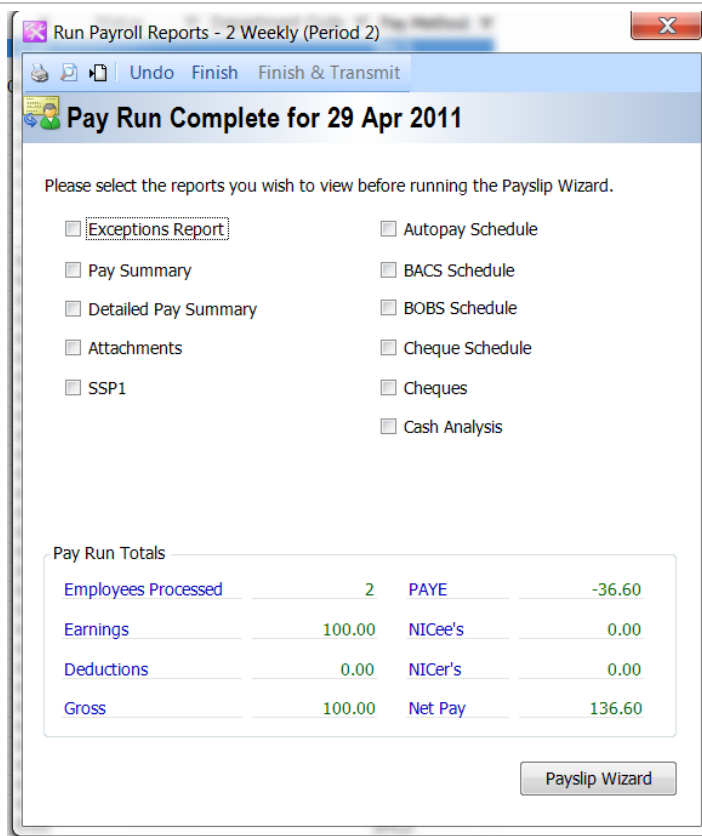 Run Payroll Reports - 2 Weekly (Period 2)
Undo Finish Finish & Transmit
Pay Run Complete for 29 Apr 2011
Please select the reports you wish to view before running the Payslip Wizard.
Exceptions Report Autopay Schedule
Pay Summary BACS Schedule
Detailed Pay Summary BOBS Schedule
Attachments Cheque Schedule
SSP1 Cheques
Cash Analysis
Pay Run Totals
Employees Processed 2 PAYE -36.60
Earnings 100.00 NICee's 0.00
Deductions 0.00 NICer's 0.00
Gross 100.00 Net Pay 136.60
Payslip Wizard